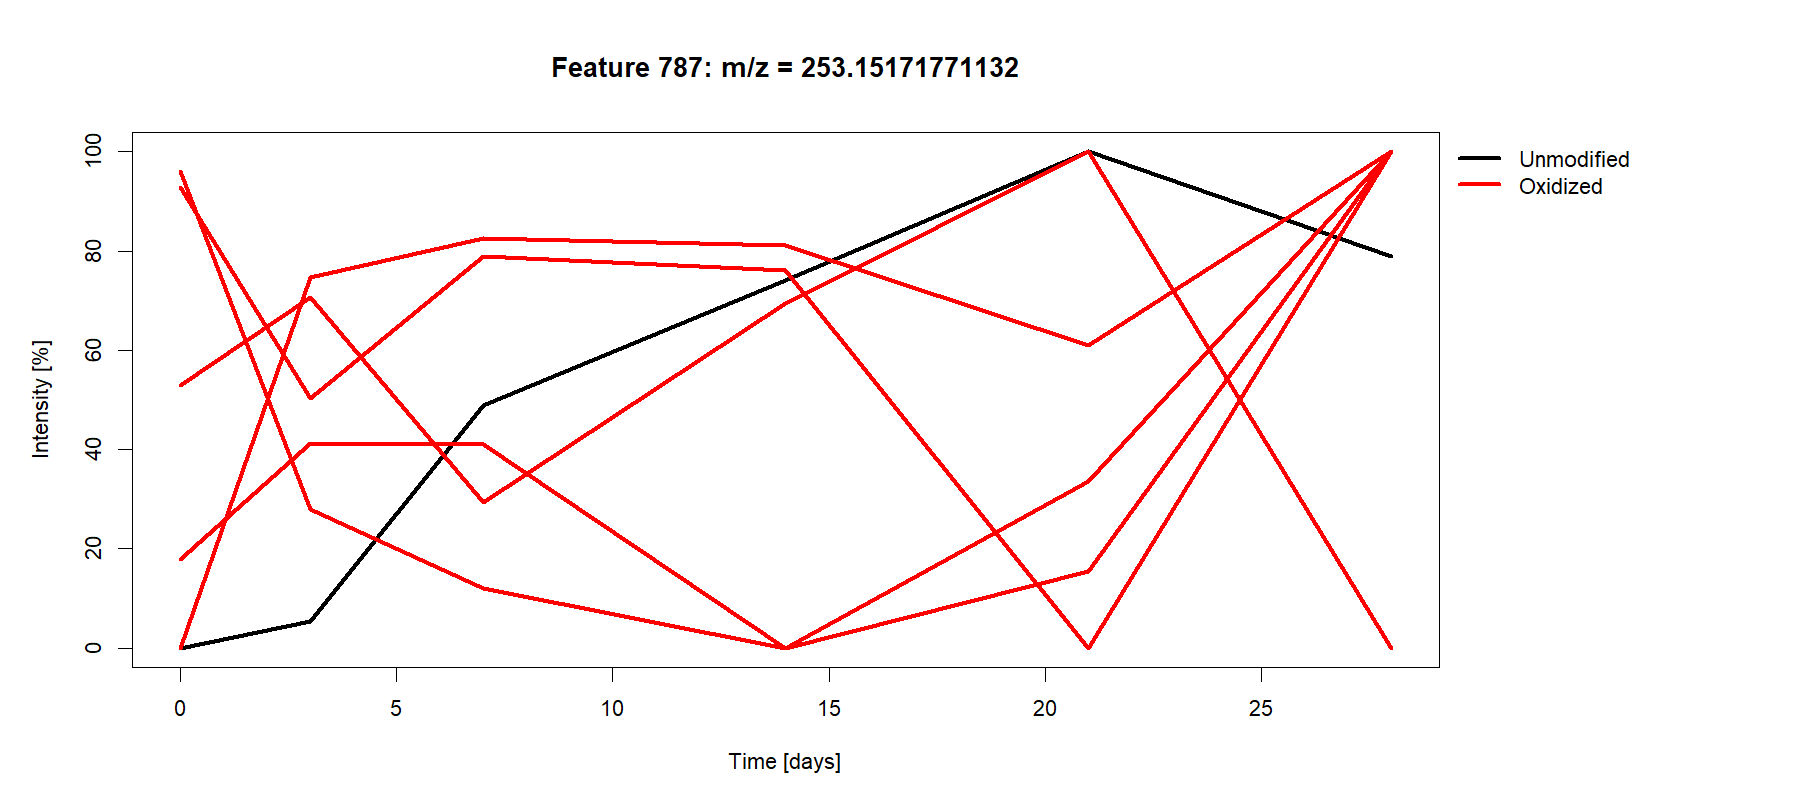 Feature 787: m/z = 253.15171771132
Unmodified
Oxidized
Intensity [%]
100
80
60
40
20
0
0 5 10 15 20 25
Time [days]